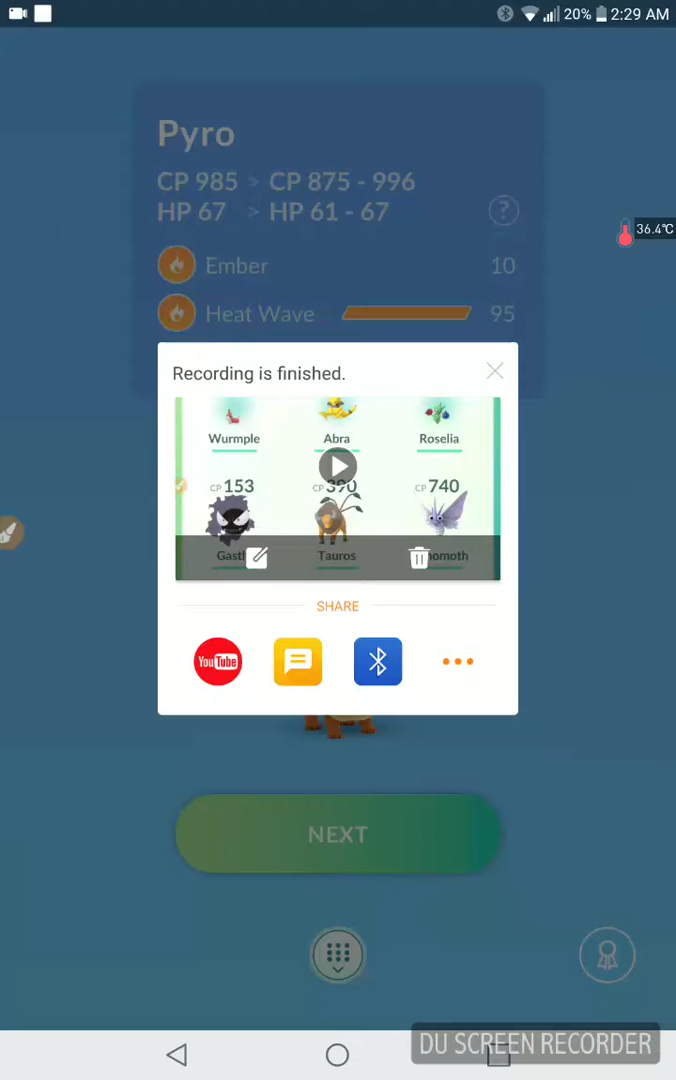 20% 2:29 AM
Pyro
CP 985 > CP 875 - 996
HP 67 > HP 61 - 67
?
36.4℃
Ember 10
Heat Wave 95
Recording is finished.
Wurmple Abra Roselia
CP 153 CP 390 CP 740
Tauros
SHARE
YouTube
NEXT
DU SCREEN RECORDER